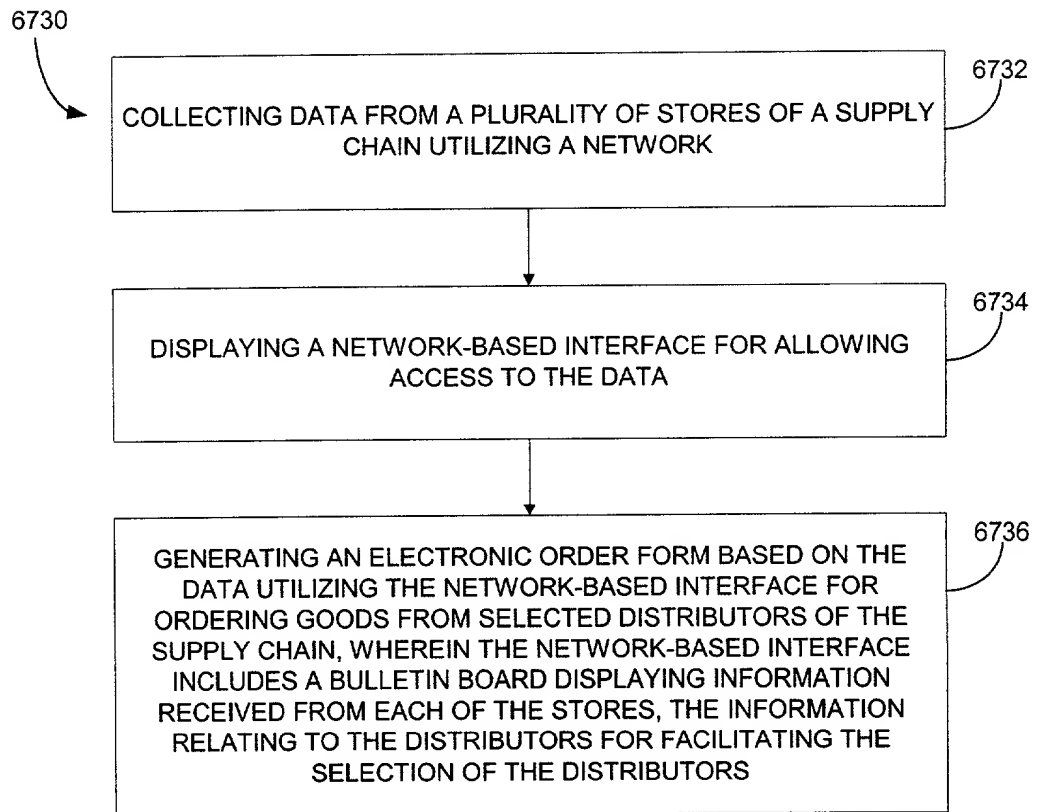 6730
6732
COLLECTING DATA FROM A PLURALITY OF STORES OF A SUPPLY
CHAIN UTILIZING A NETWORK
6734
DISPLAYING A NETWORK-BASED INTERFACE FOR ALLOWING
ACCESS TO THE DATA
6736
GENERATING AN ELECTRONIC ORDER FORM BASED ON THE
DATA UTILIZING THE NETWORK-BASED INTERFACE FOR
ORDERING GOODS FROM SELECTED DISTRIBUTORS OF THE
SUPPLY CHAIN, WHEREIN THE NETWORK-BASED INTERFACE
INCLUDES A BULLETIN BOARD DISPLAYING INFORMATION
RECEIVED FROM EACH OF THE STORES, THE INFORMATION
RELATING TO THE DISTRIBUTORS FOR FACILITATING THE
SELECTION OF THE DISTRIBUTORS